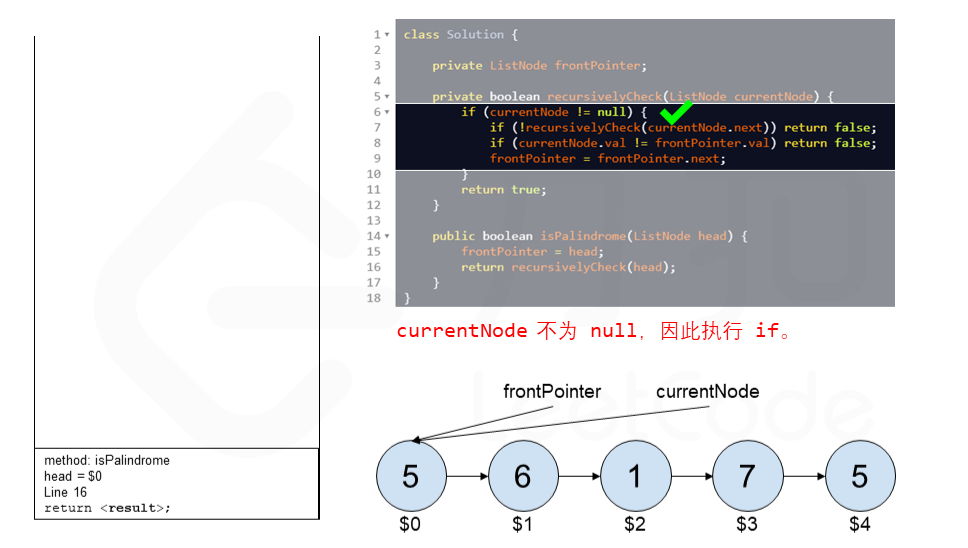 1 class Solution {
2
3 private ListNode frontPointer;
4
5 private boolean recursivelyCheck(ListNode currentNode) {
6 if (currentNode != null) {
7 if (!recursivelyCheck(currentNode.next)) return false;
8 if (currentNode.val != frontPointer.val) return false;
9 frontPointer = frontPointer.next;
10 }
11 return true;
12 }
13
14 public boolean isPalindrome(ListNode head) {
15 frontPointer = head;
16 return recursivelyCheck(head);
17 }
18 }
currentNode 不为 null，因此执行 if。
frontPointer currentNode
5 6 1 7 5
$0 $1 $2 $3 $4
method: isPalindrome
head = $0
Line 16
return <result>;
LeetCode